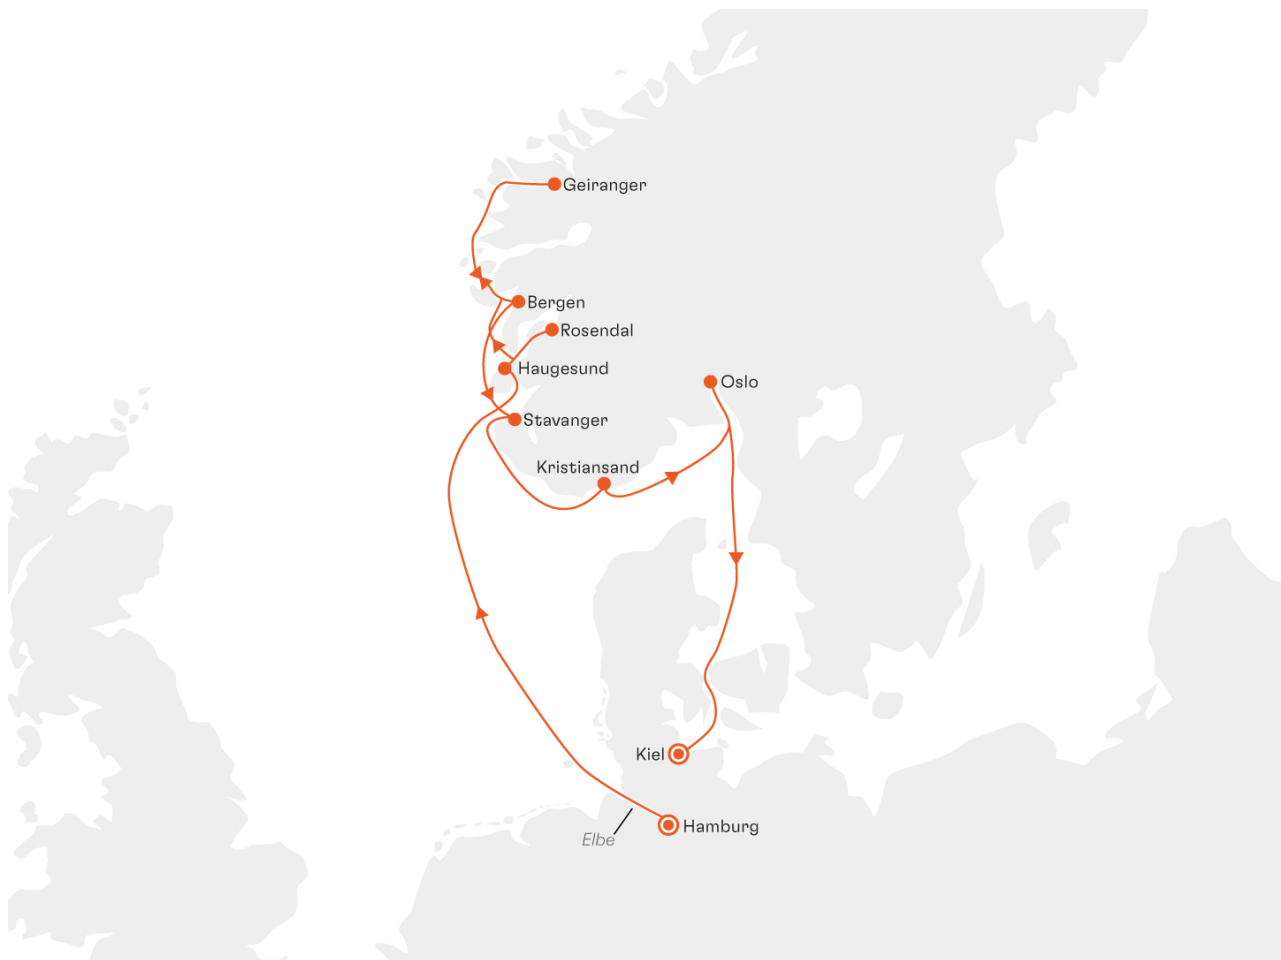 Geiranger
Bergen
Rosendal
Haugesund
Oslo
Stavanger
Kristiansand
Kiel
Hamburg
Elbe